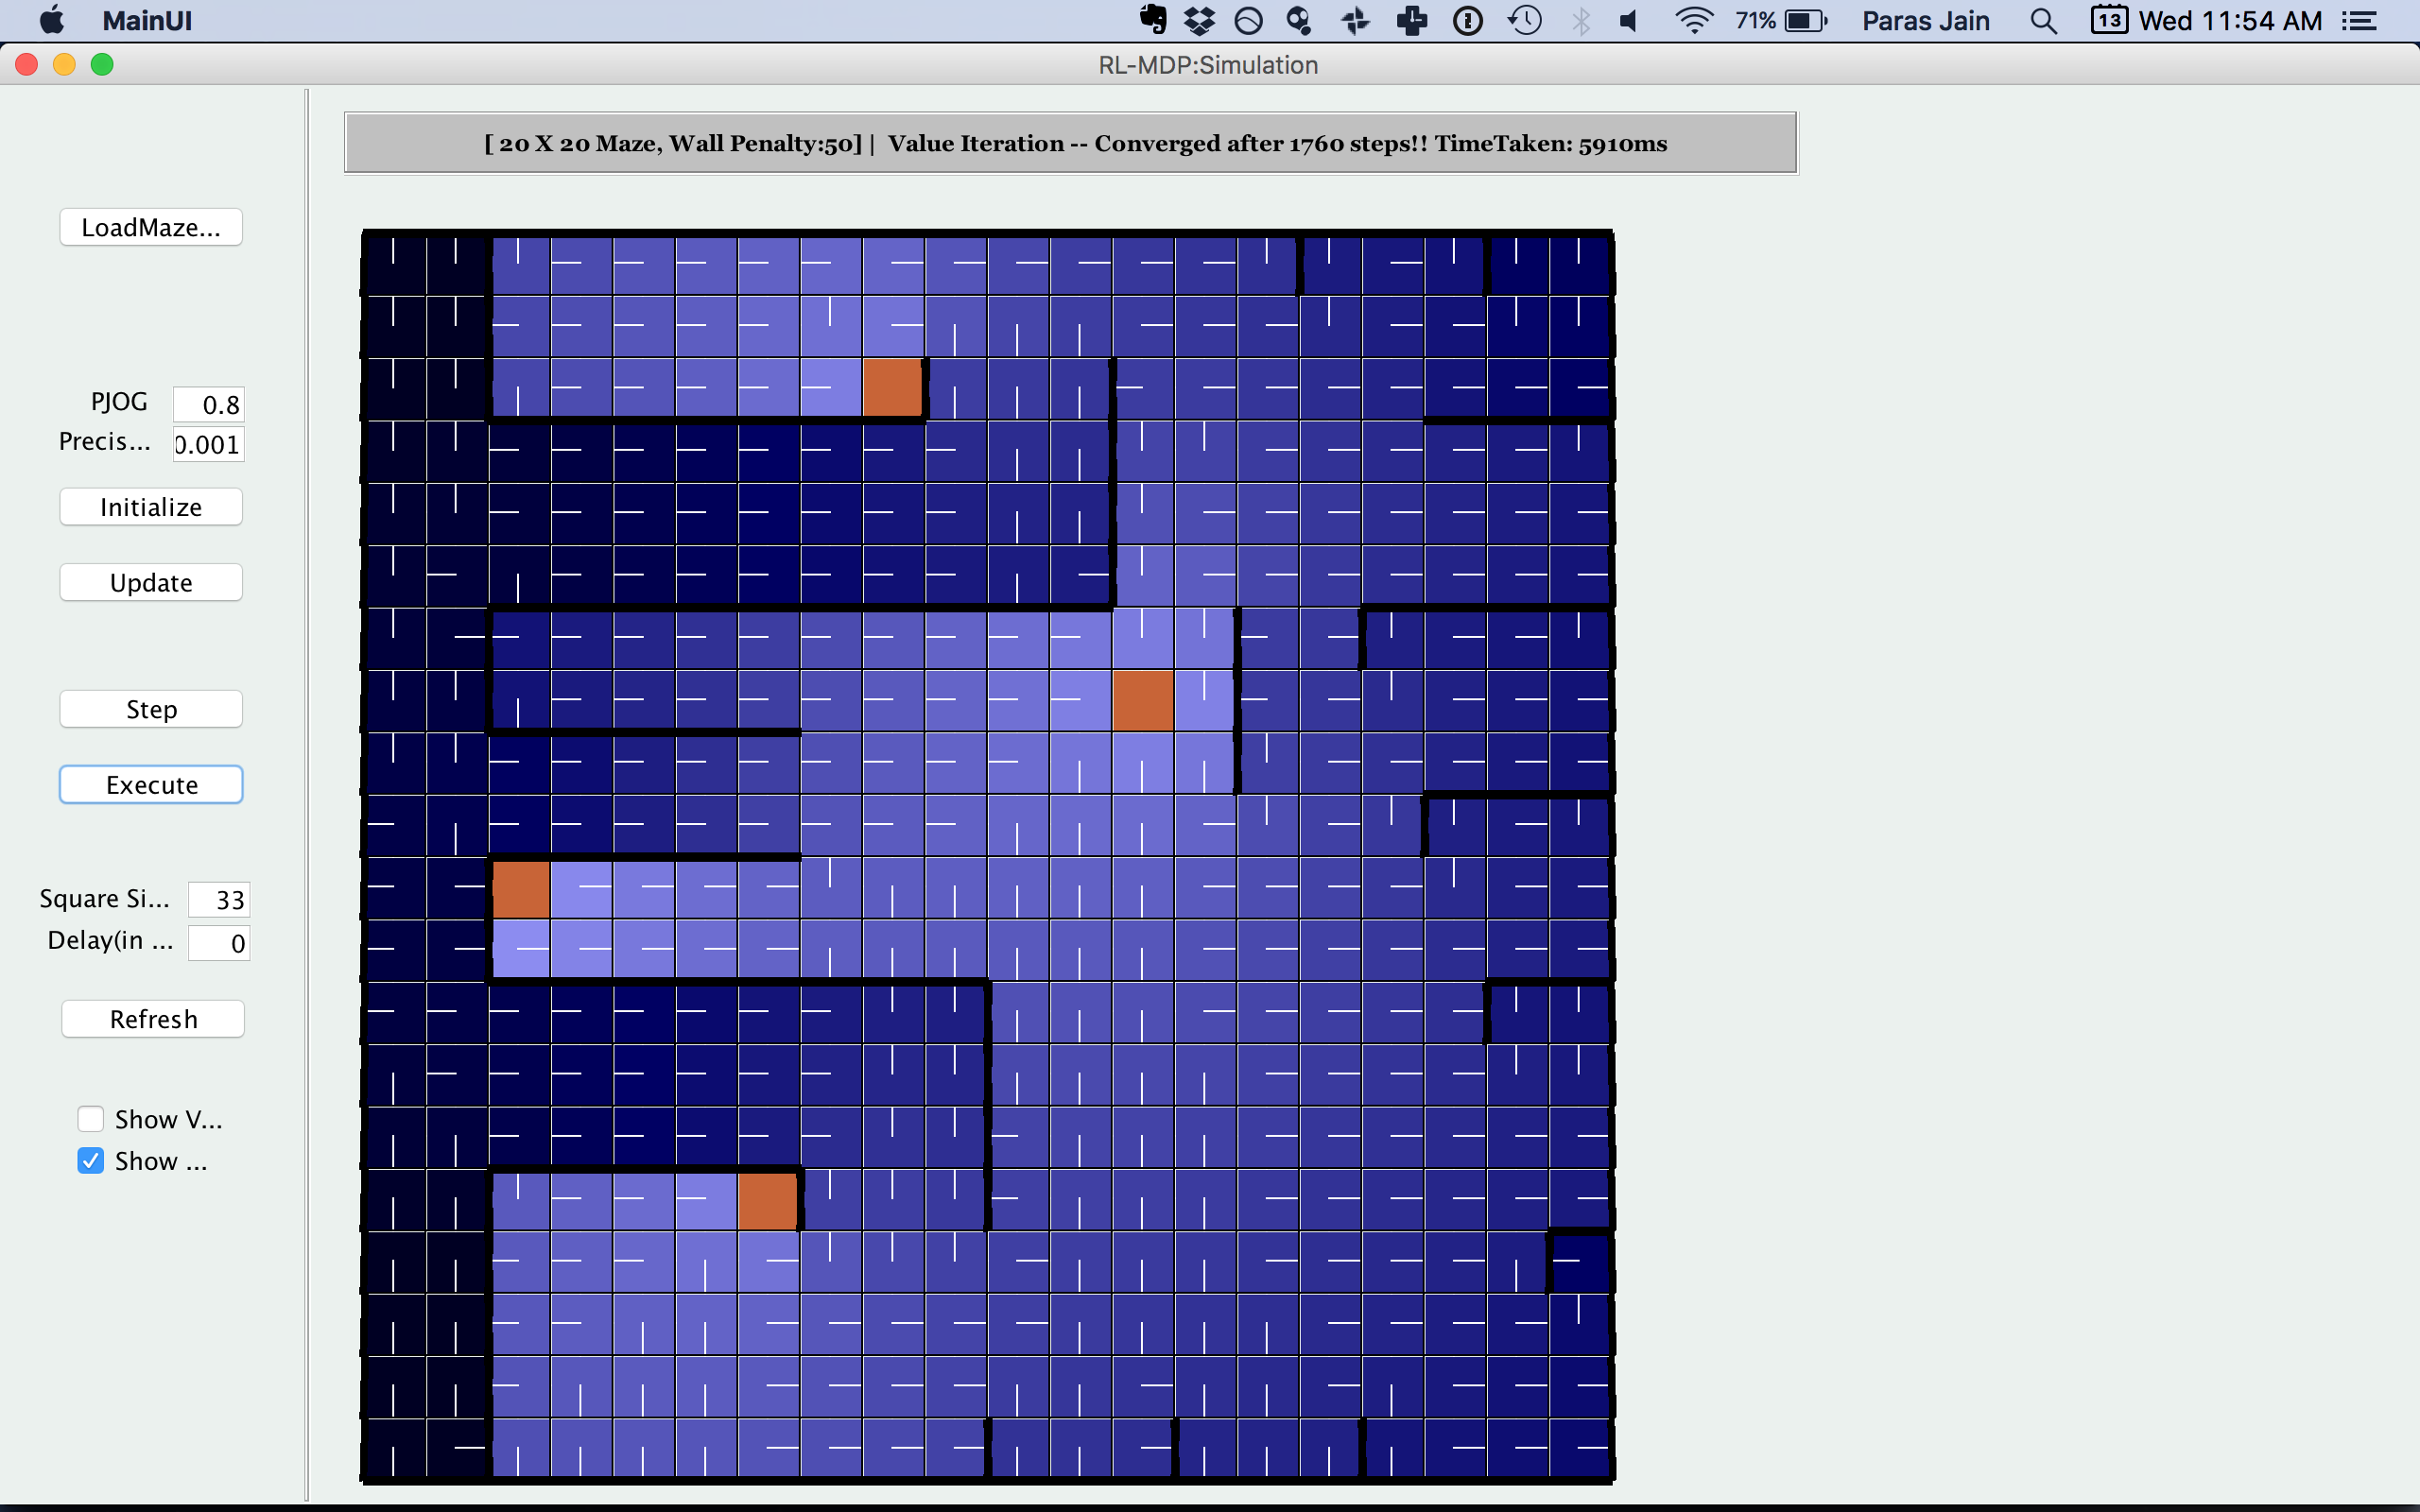 MainUI
71%
Paras Jain
13
Wed 11:54 AM
RL-MDP:Simulation
[ 20 X 20 Maze, Wall Penalty:50] | Value Iteration -- Converged after 1760 steps!! TimeTaken: 5910ms
LoadMaze...
PJOG 0.8
Precis... 0.001
Initialize
Update
Step
Execute
Square Si... 33
Delay(in ... 0
Refresh
Show V...
Show ...